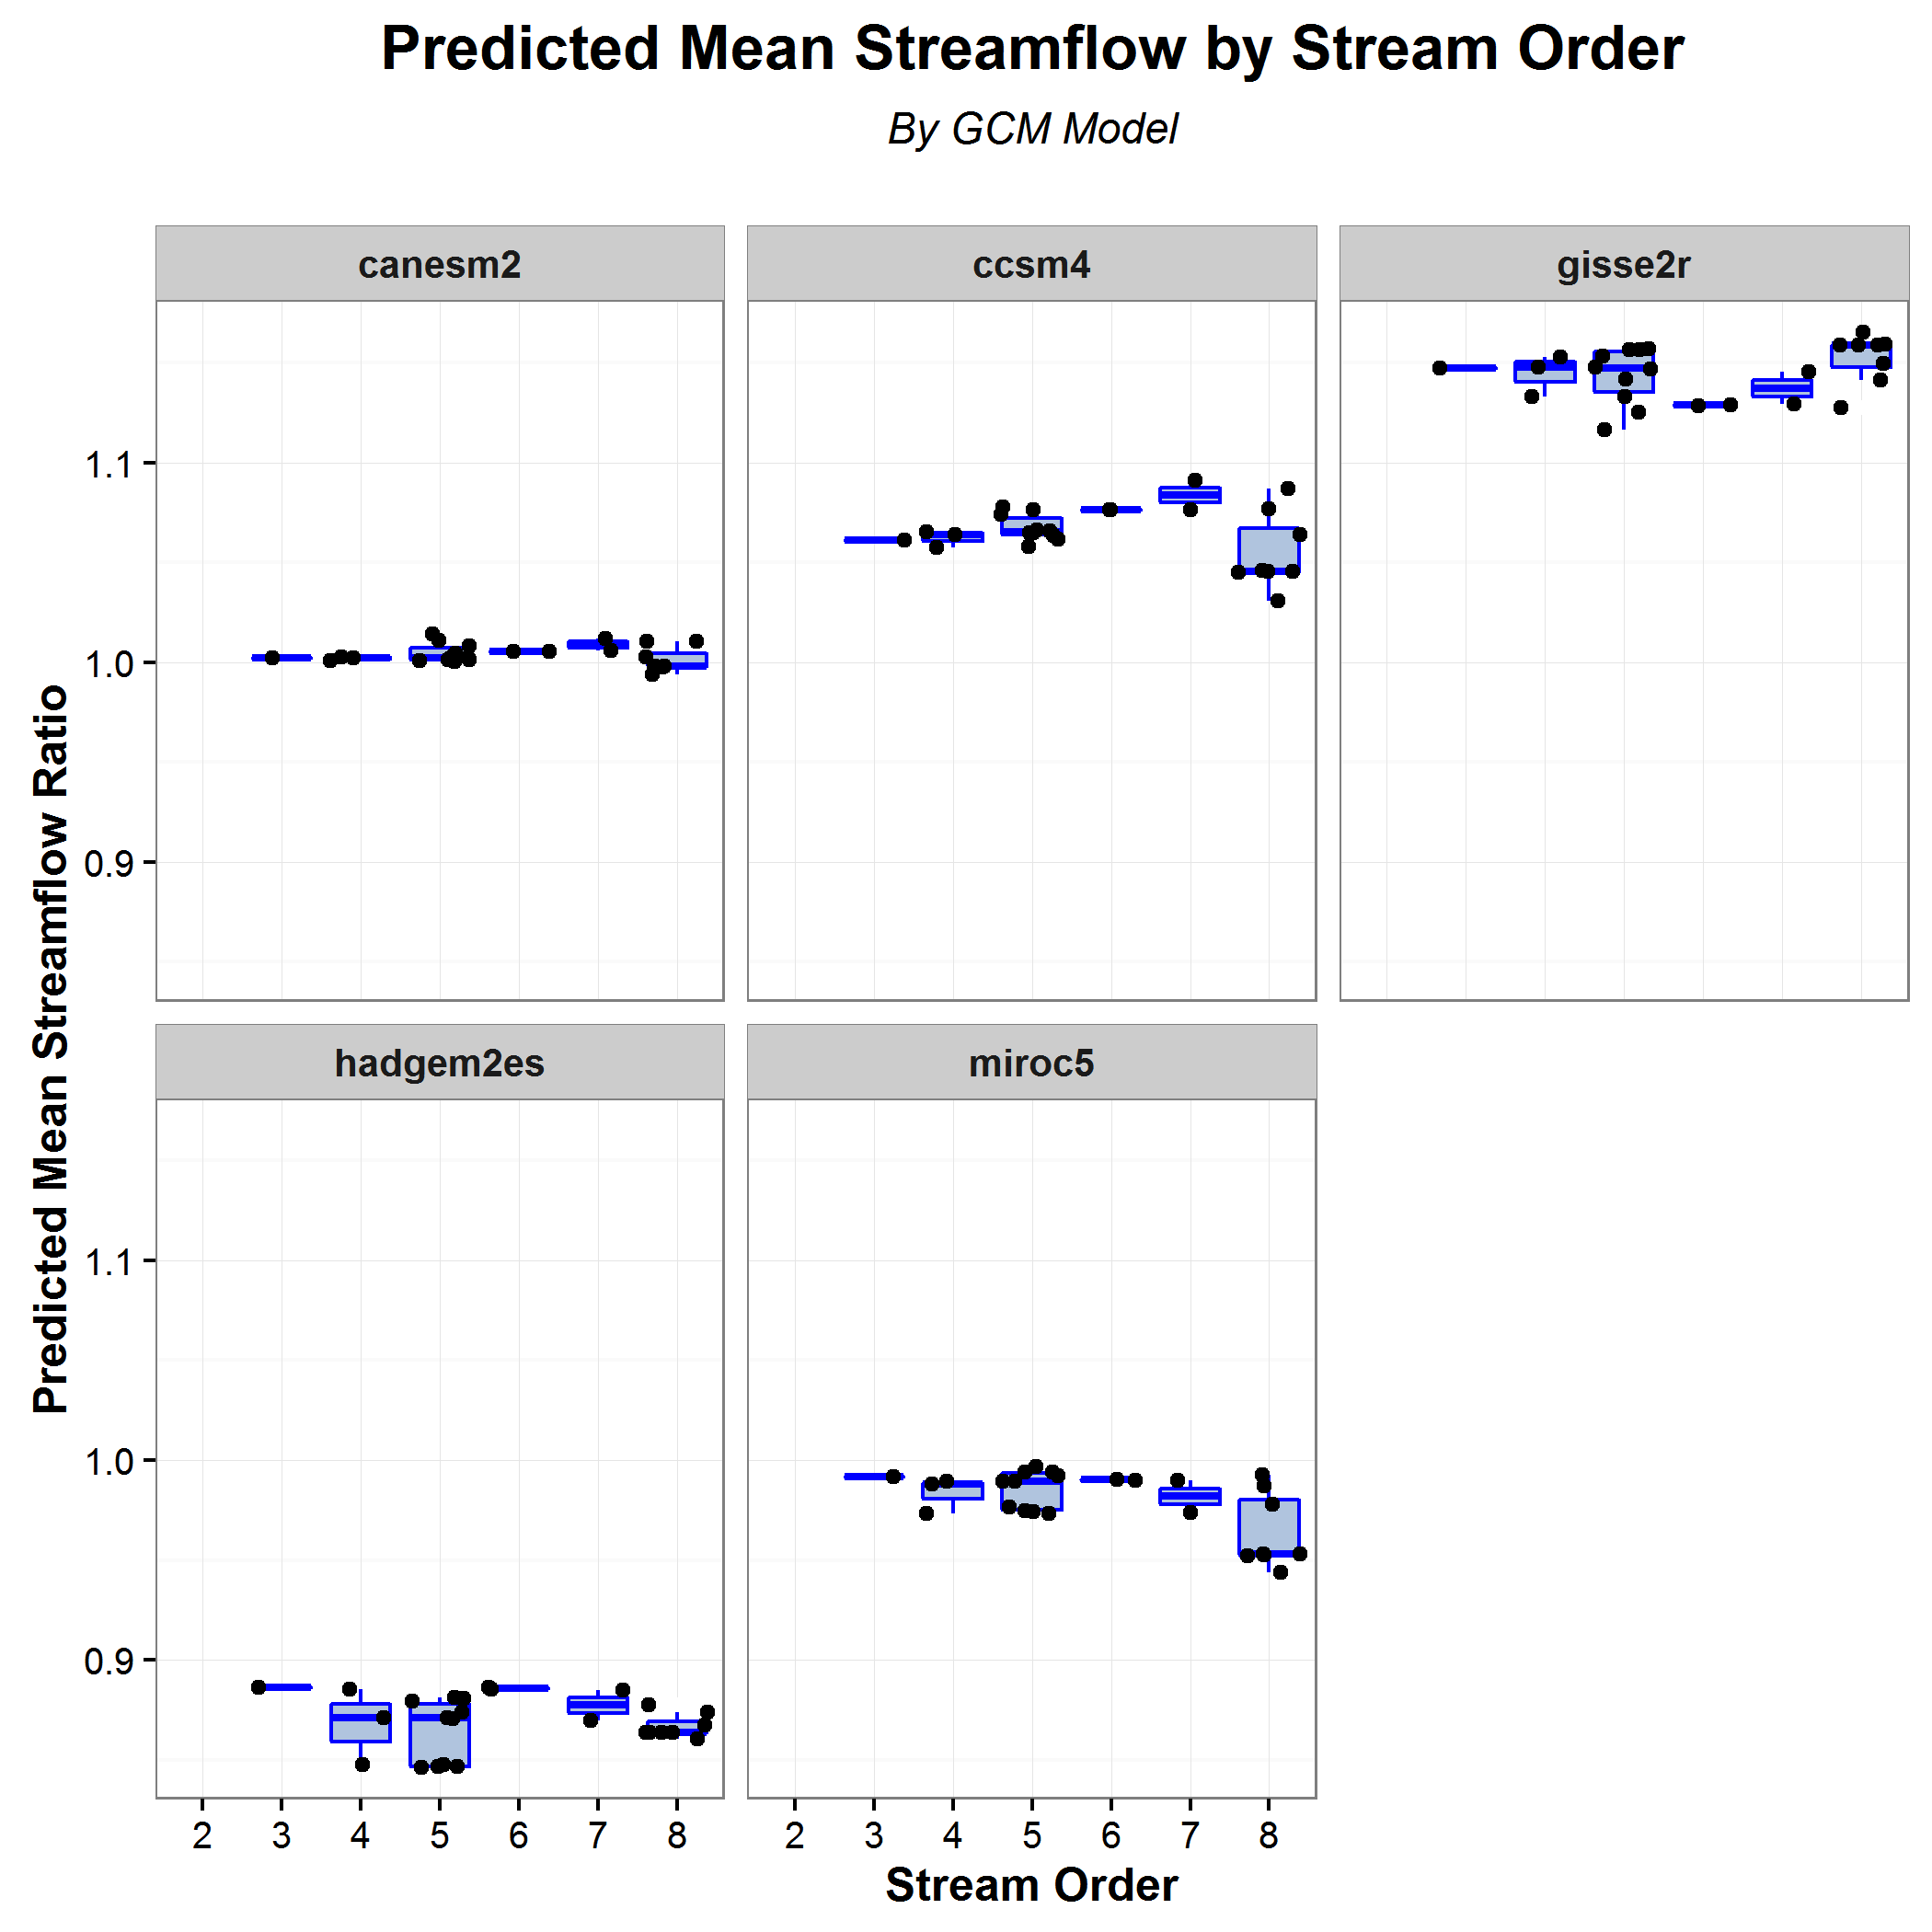 Predicted Mean Streamflow by Stream Order
By GCM Model
canesm2
ccsm4
gisse2r
1.1
1.0
0.9
Predicted Mean Streamflow Ratio
hadgem2es
miroc5
1.1
1.0
0.9
2 3 4 5 6 7 8
2 3 4 5 6 7 8
Stream Order